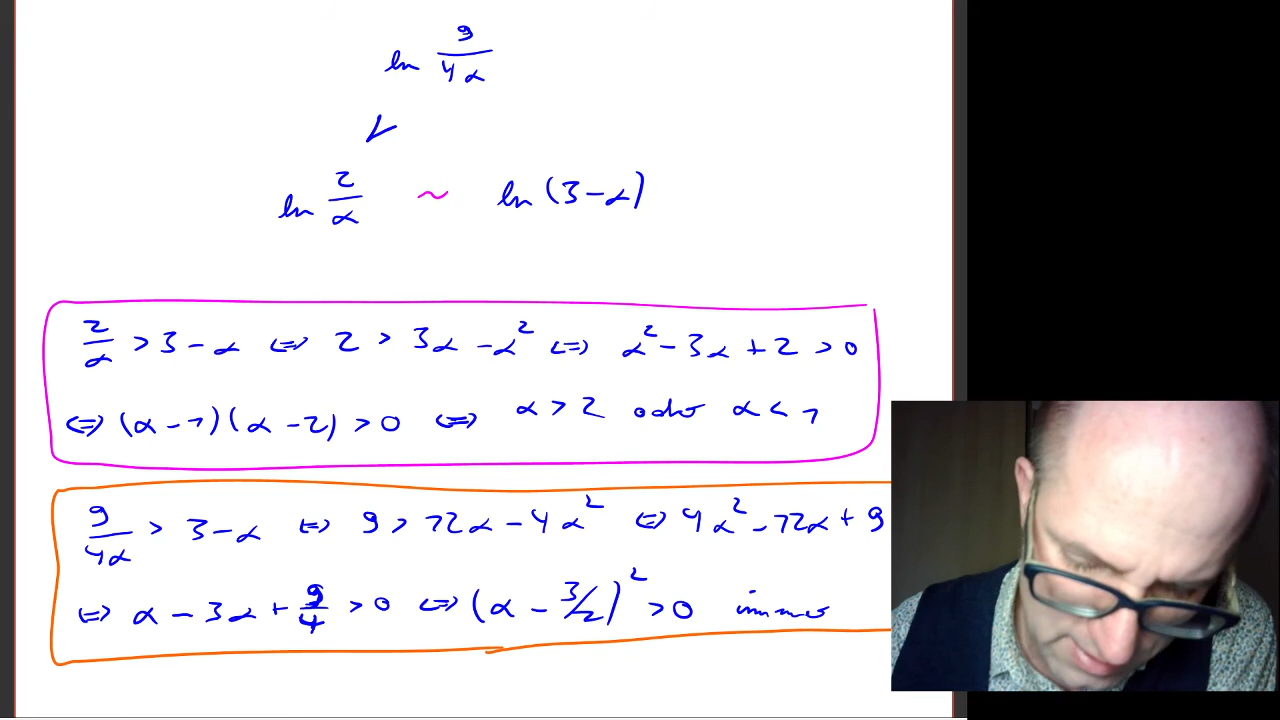 ln 9/4α
∨
ln 2/α ~ ln (3-α)
2/α > 3-α ⇔ 2 > 3α - α² ⇔ α² - 3α + 2 > 0
⇔ (α-1)(α-2) > 0 ⇔ α > 2 oder α < 1
9/4α > 3-α ⇔ 9 > 12α - 4α² ⇔ 4α² - 12α + 9
⇔ α - 3α + 9/4 > 0 ⇔ (α - 3/2)² > 0 immer